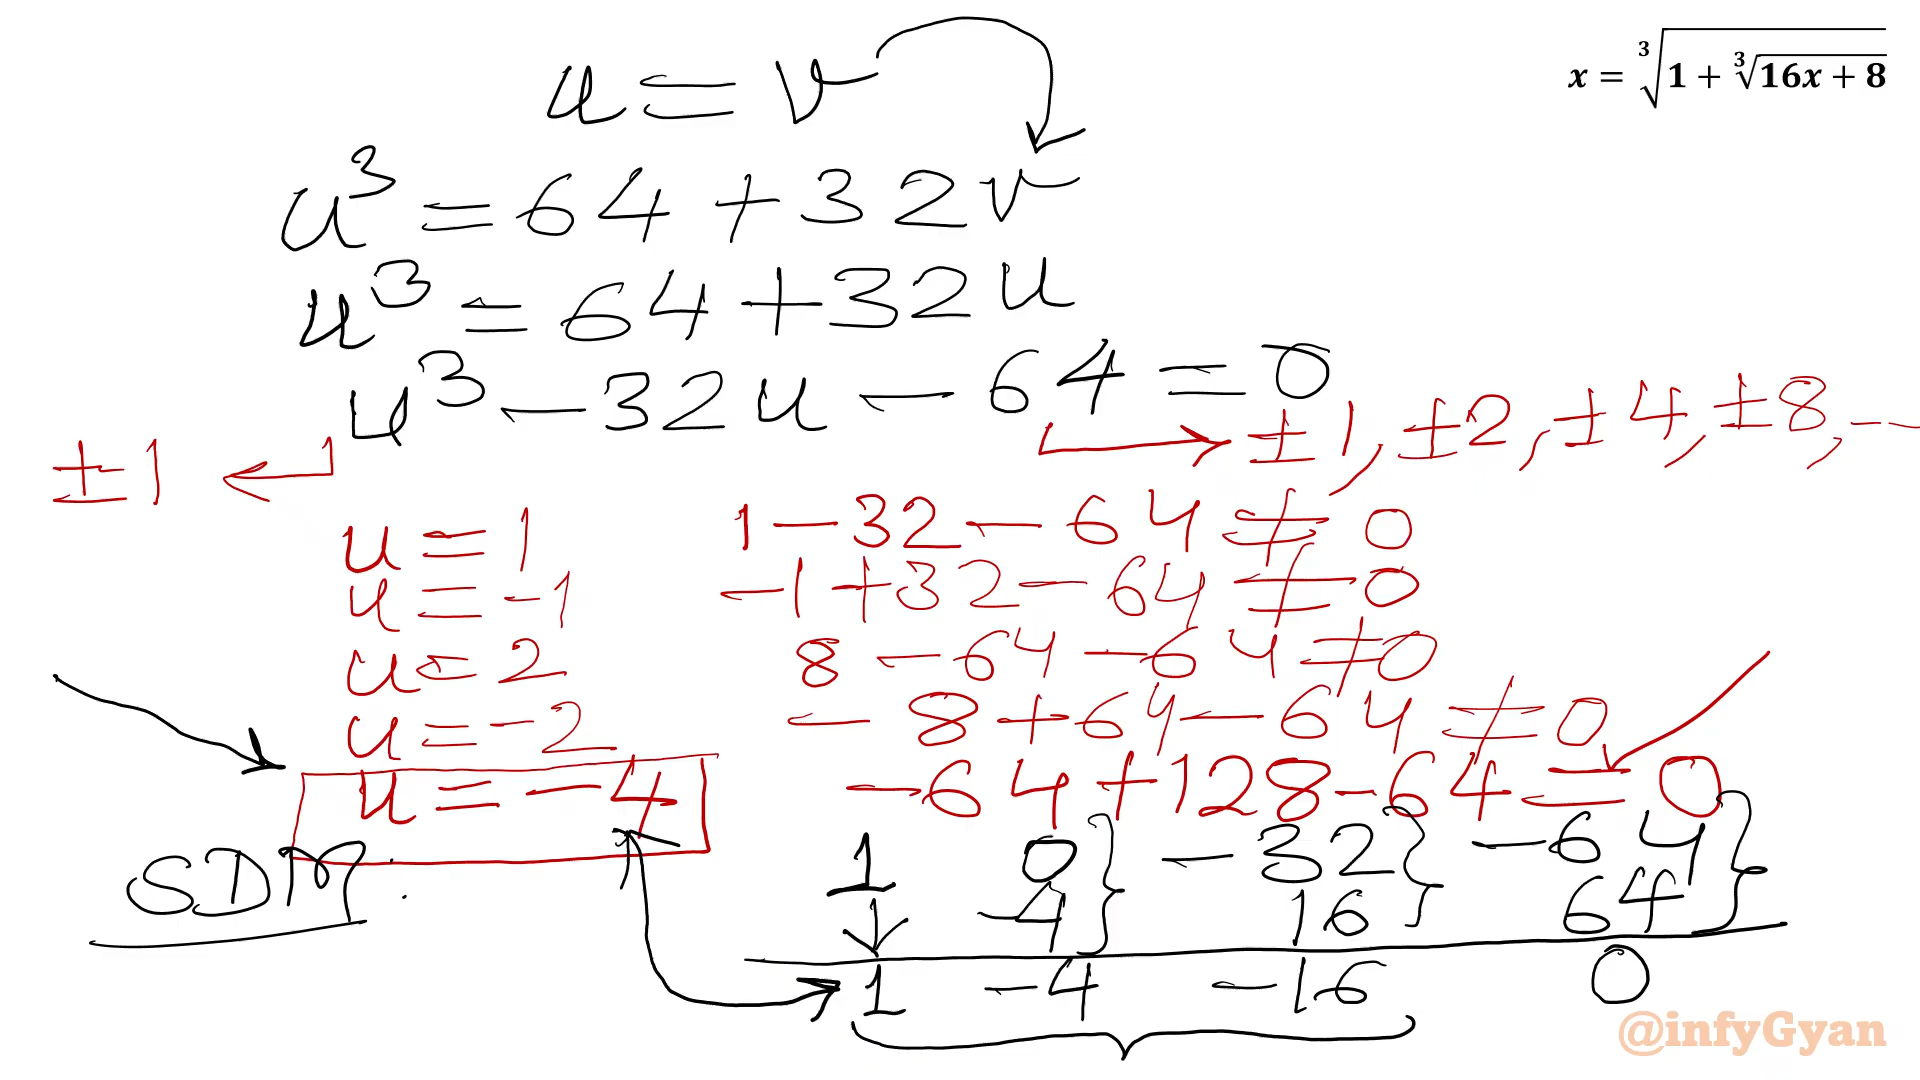 x = ∛(1 + ∛(16x + 8))
u = v
u³ = 64 + 32v
u³ = 64 + 32u
u³ − 32u − 64 = 0
±1 ±1, ±2, ±4, ±8, --
u = 1 1 − 32 − 64 ≠ 0
u = −1 −1 + 32 − 64 ≠ 0
u = 2 8 − 64 − 64 ≠ 0
u = −2 −8 + 64 − 64 ≠ 0
u = −4 −64 + 128 − 64 = 0
SDM 1 0 −32 −64
−4 16 64
1 −4 −16 0
@infyGyan